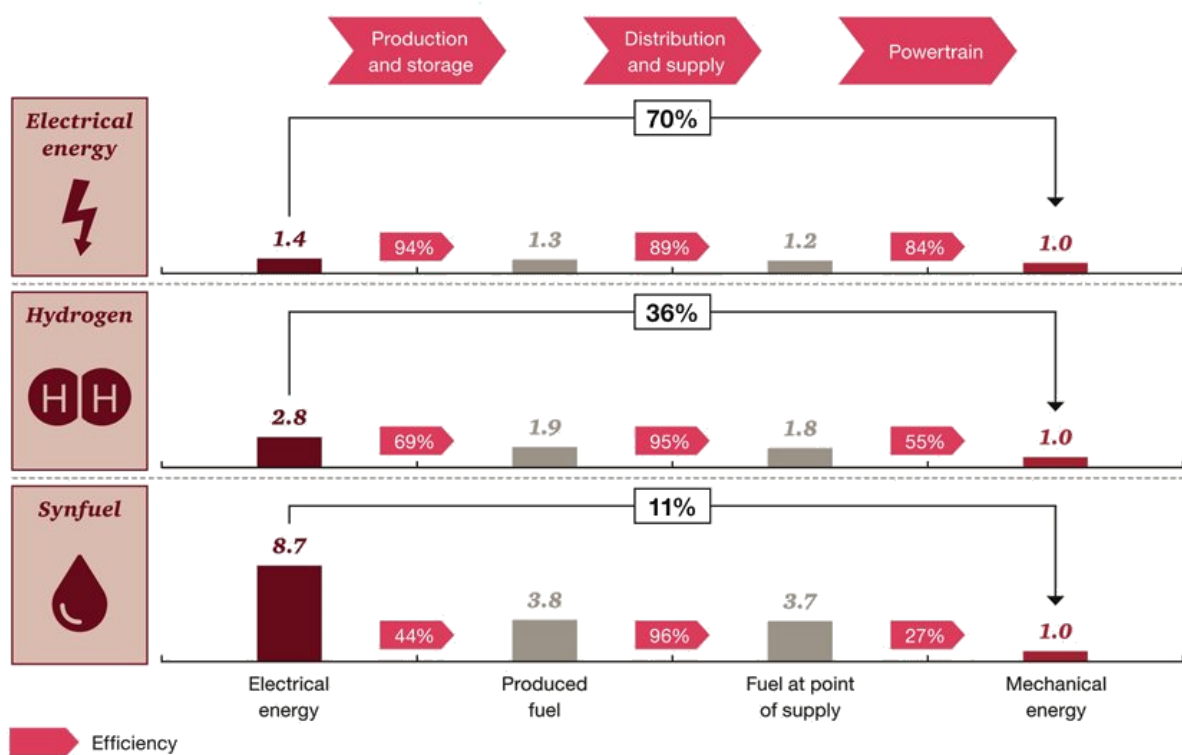 Production
and storage
Distribution
and supply
Powertrain
Electrical
energy
70%
1.4
94%
1.3
89%
1.2
84%
1.0
Hydrogen
H H
36%
2.8
69%
1.9
95%
1.8
55%
1.0
Synfuel
11%
8.7
44%
3.8
96%
3.7
27%
1.0
Electrical
energy
Produced
fuel
Fuel at point
of supply
Mechanical
energy
Efficiency